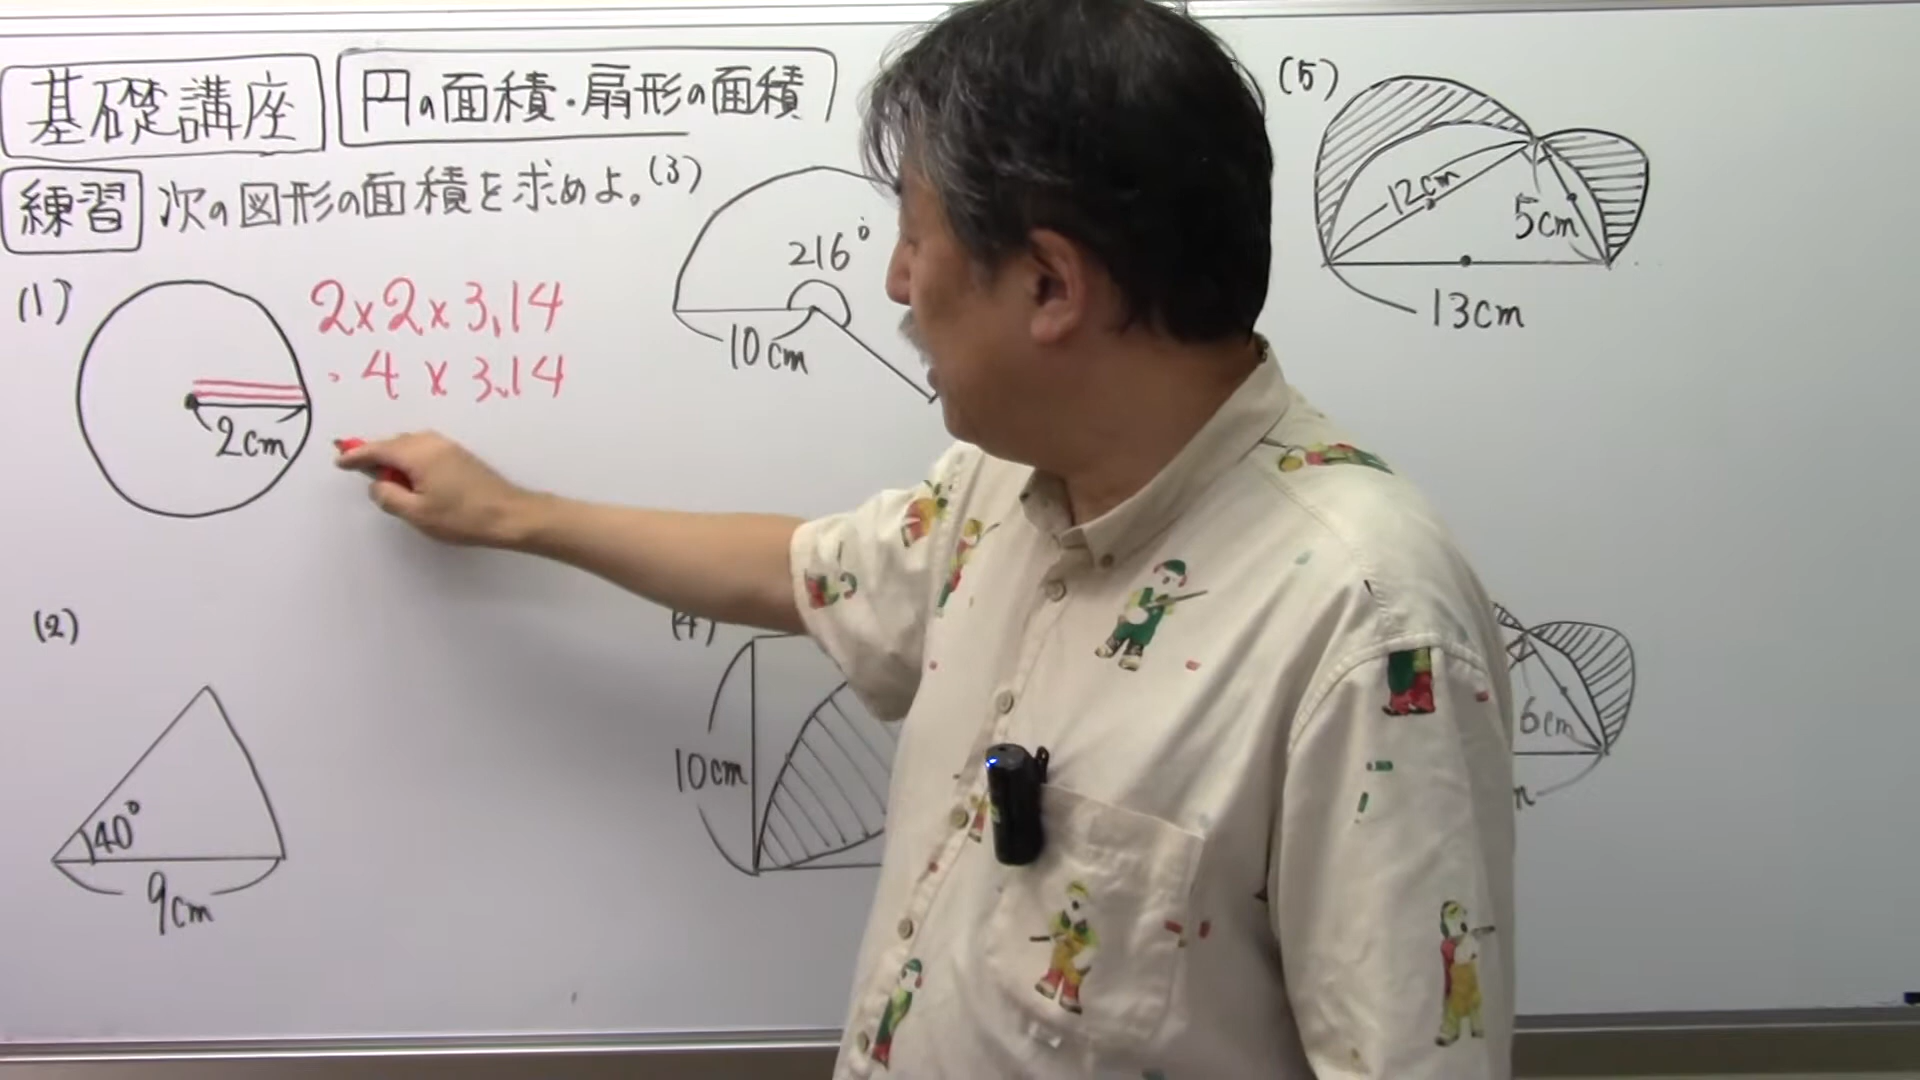 基礎講座
円の面積・扇形の面積
練習 次の図形の面積を求めよ。
(1)
2cm
2×2×3.14
4×3.14
(2)
40°
9cm
(3)
216°
10cm
(4)
10cm
(5)
12cm
5cm
13cm
6cm